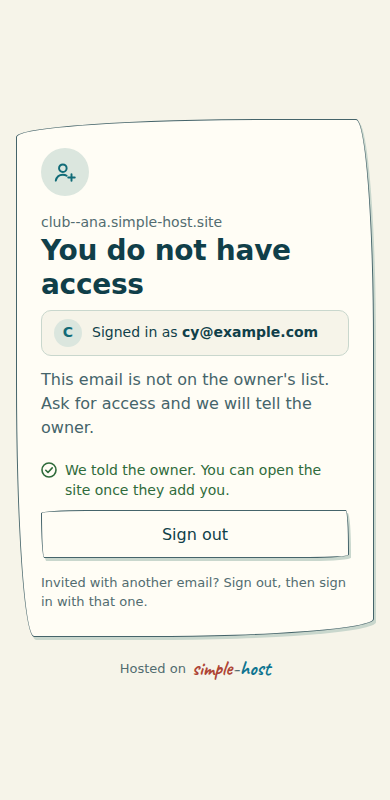 club--ana.simple-host.site
You do not have
access
C
Signed in as cy@example.com
This email is not on the owner's list.
Ask for access and we will tell the
owner.
We told the owner. You can open the
site once they add you.
Sign out
Invited with another email? Sign out, then sign
in with that one.
Hosted on simple-host